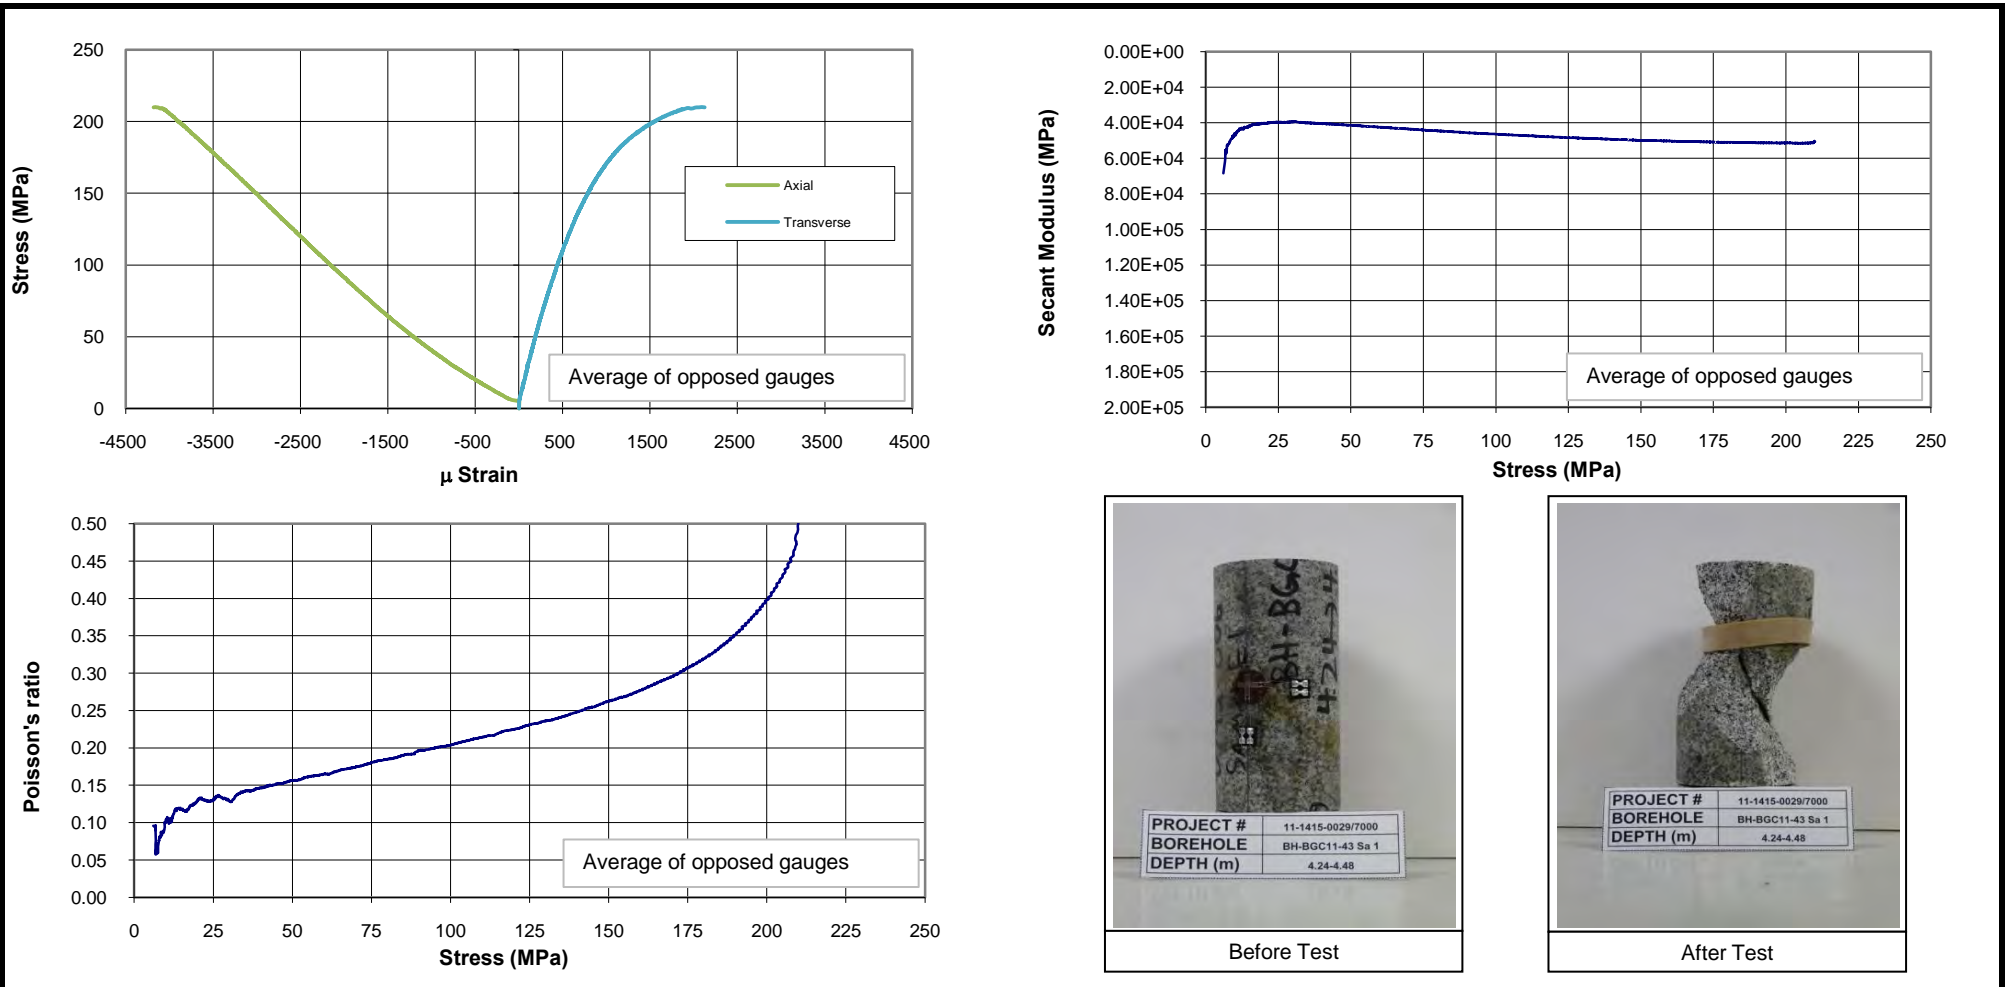 250
200
150
100
50
0
-4500 -3500 -2500 -1500 -500 500 1500 2500 3500 4500
Stress (MPa)
μ Strain
Axial
Transverse
Average of opposed gauges
0.00E+00
2.00E+04
4.00E+04
6.00E+04
8.00E+04
1.00E+05
1.20E+05
1.40E+05
1.60E+05
1.80E+05
2.00E+05
0 25 50 75 100 125 150 175 200 225 250
Secant Modulus (MPa)
Stress (MPa)
Average of opposed gauges
0.50
0.45
0.40
0.35
0.30
0.25
0.20
0.15
0.10
0.05
0.00
0 25 50 75 100 125 150 175 200 225 250
Poisson's ratio
Stress (MPa)
Average of opposed gauges
BH-BGC
4.24-4.4
PROJECT # 11-1415-0029/7000
BOREHOLE BH-BGC11-43 Sa 1
DEPTH (m) 4.24-4.48
Before Test
PROJECT # 11-1415-0029/7000
BOREHOLE BH-BGC11-43 Sa 1
DEPTH (m) 4.24-4.48
After Test